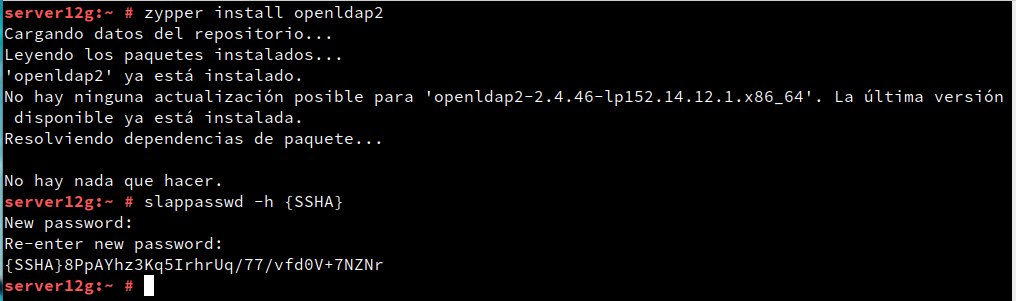 server12g:~ # zypper install openldap2
Cargando datos del repositorio...
Leyendo los paquetes instalados...
'openldap2' ya está instalado.
No hay ninguna actualización posible para 'openldap2-2.4.46-lp152.14.12.1.x86_64'. La última versión
disponible ya está instalada.
Resolviendo dependencias de paquete...
No hay nada que hacer.
server12g:~ # slappasswd -h {SSHA}
New password:
Re-enter new password:
{SSHA}8PpAYhz3Kq5IrhrUq/77/vfd0V+7NZNr
server12g:~ #